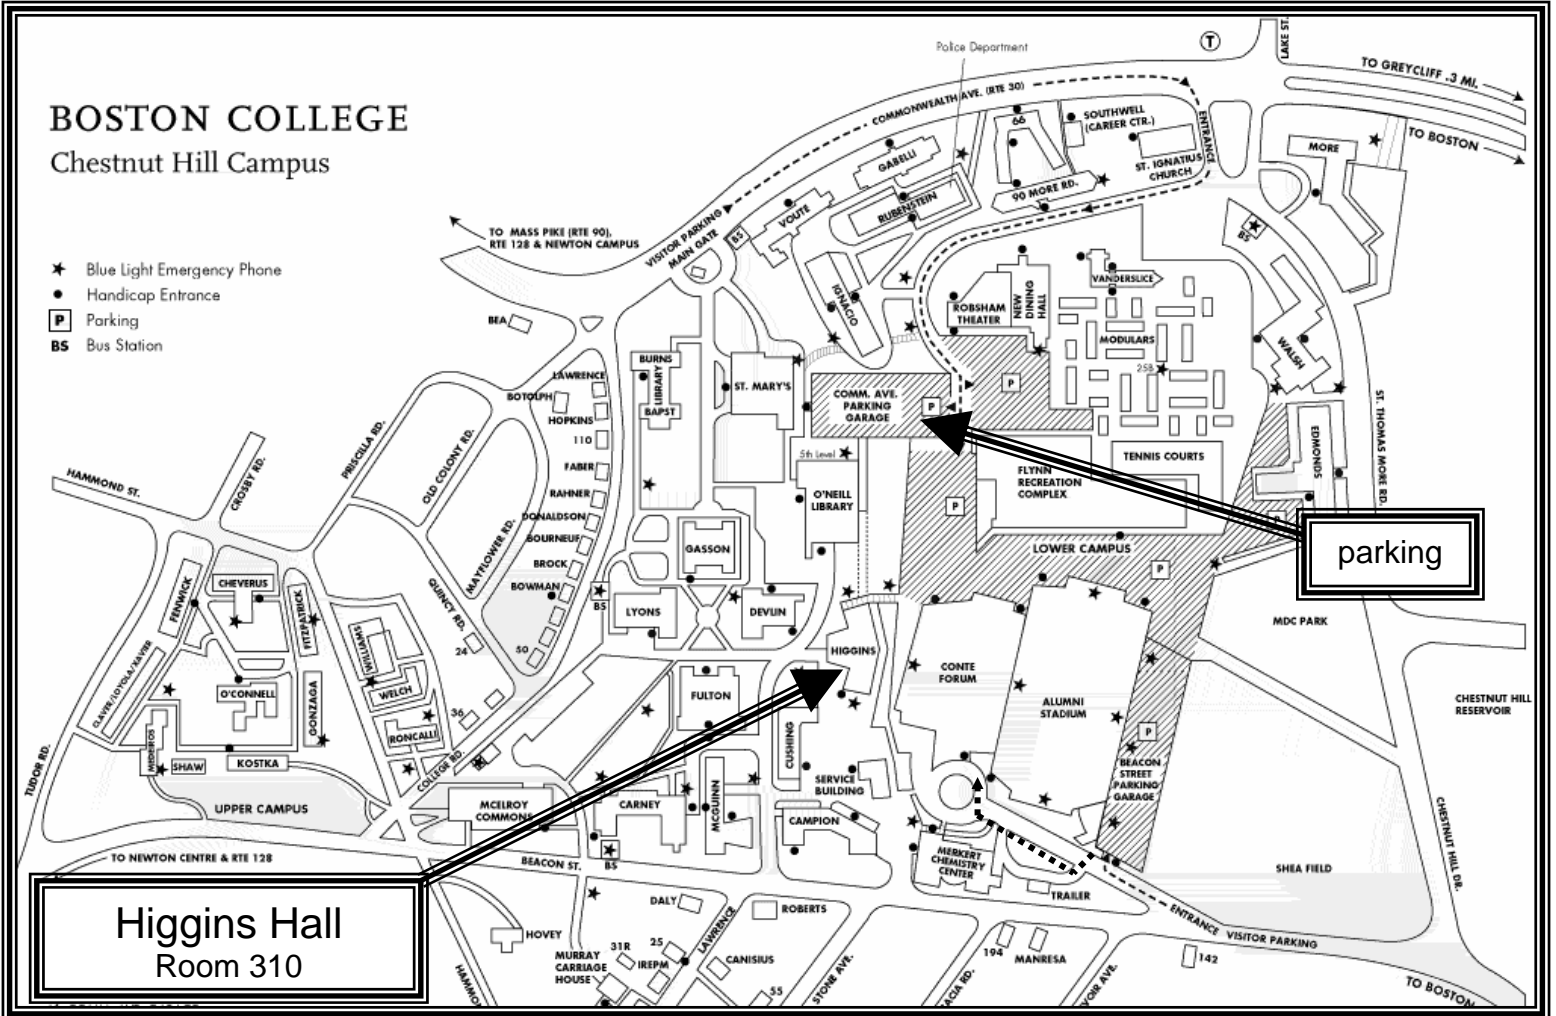 BOSTON COLLEGE
Chestnut Hill Campus
Blue Light Emergency Phone
Handicap Entrance
P Parking
BS Bus Station
Police Department
T
LAKE ST.
TO GREYCLIFF .3 MI.
TO BOSTON
COMMONWEALTH AVE. (RTE 30)
ENTRANCE
66
SOUTHWELL
(CAREER CTR.)
ST. IGNATIUS
CHURCH
MORE
GABELLI
90 MORE RD.
RUBENSTEIN
VOUTE
BS
BS
TO MASS PIKE (RTE 90),
RTE 128 & NEWTON CAMPUS
VISITOR PARKING
MAIN GATE
IGNACIO
ROBSHAM
THEATER
NEW
DINING
HALL
VANDERSLICE
MODULARS
25B
WALSH
BEA
BURNS
LIBRARY
BAPST
ST. MARY'S
COMM. AVE.
PARKING
GARAGE
P
P
LAWRENCE
BOTOLPH
HOPKINS
110
FABER
RAHNER
DONALDSON
BOURNEUF
BROCK
BOWMAN
50
ST. THOMAS MORE RD.
EDMONDS
TENNIS COURTS
FLYNN
RECREATION
COMPLEX
5th Level
O'NEILL
LIBRARY
P
P
HAMMOND ST.
CROSBY RD.
PRISCILLA RD.
OLD COLONY RD.
MAYFLOWER RD.
QUINCY RD.
24
36
GASSON
LOWER CAMPUS
P
parking
MDC PARK
CHEVERUS
FENWICK
FITZPATRICK
CLAVER/LOYOLA/XAVIER
O'CONNELL
GONZAGA
WILLIAMS
WELCH
RONCALLI
MEDEIROS
SHAW
KOSTKA
TUDOR RD.
UPPER CAMPUS
COLLEGE RD.
BS
LYONS
DEVLIN
HIGGINS
FULTON
CUSHING
CONTE
FORUM
ALUMNI
STADIUM
P
BEACON
STREET
PARKING
GARAGE
CHESTNUT HILL
RESERVOIR
CHESTNUT HILL DR.
SERVICE
BUILDING
MCELROY
COMMONS
CARNEY
MCGUINN
CAMPION
MERKERT
CHEMISTRY
CENTER
TRAILER
SHEA FIELD
TO NEWTON CENTRE & RTE 128
BEACON ST.
BS
ENTRANCE VISITOR PARKING
TO BOSTON
Higgins Hall
Room 310
HOVEY
MURRAY
CARRIAGE
HOUSE
31R
25
IREPM
DALY
LAWRENCE
ROBERTS
CANISIUS
55
STONE AVE.
194
MANRESA
142